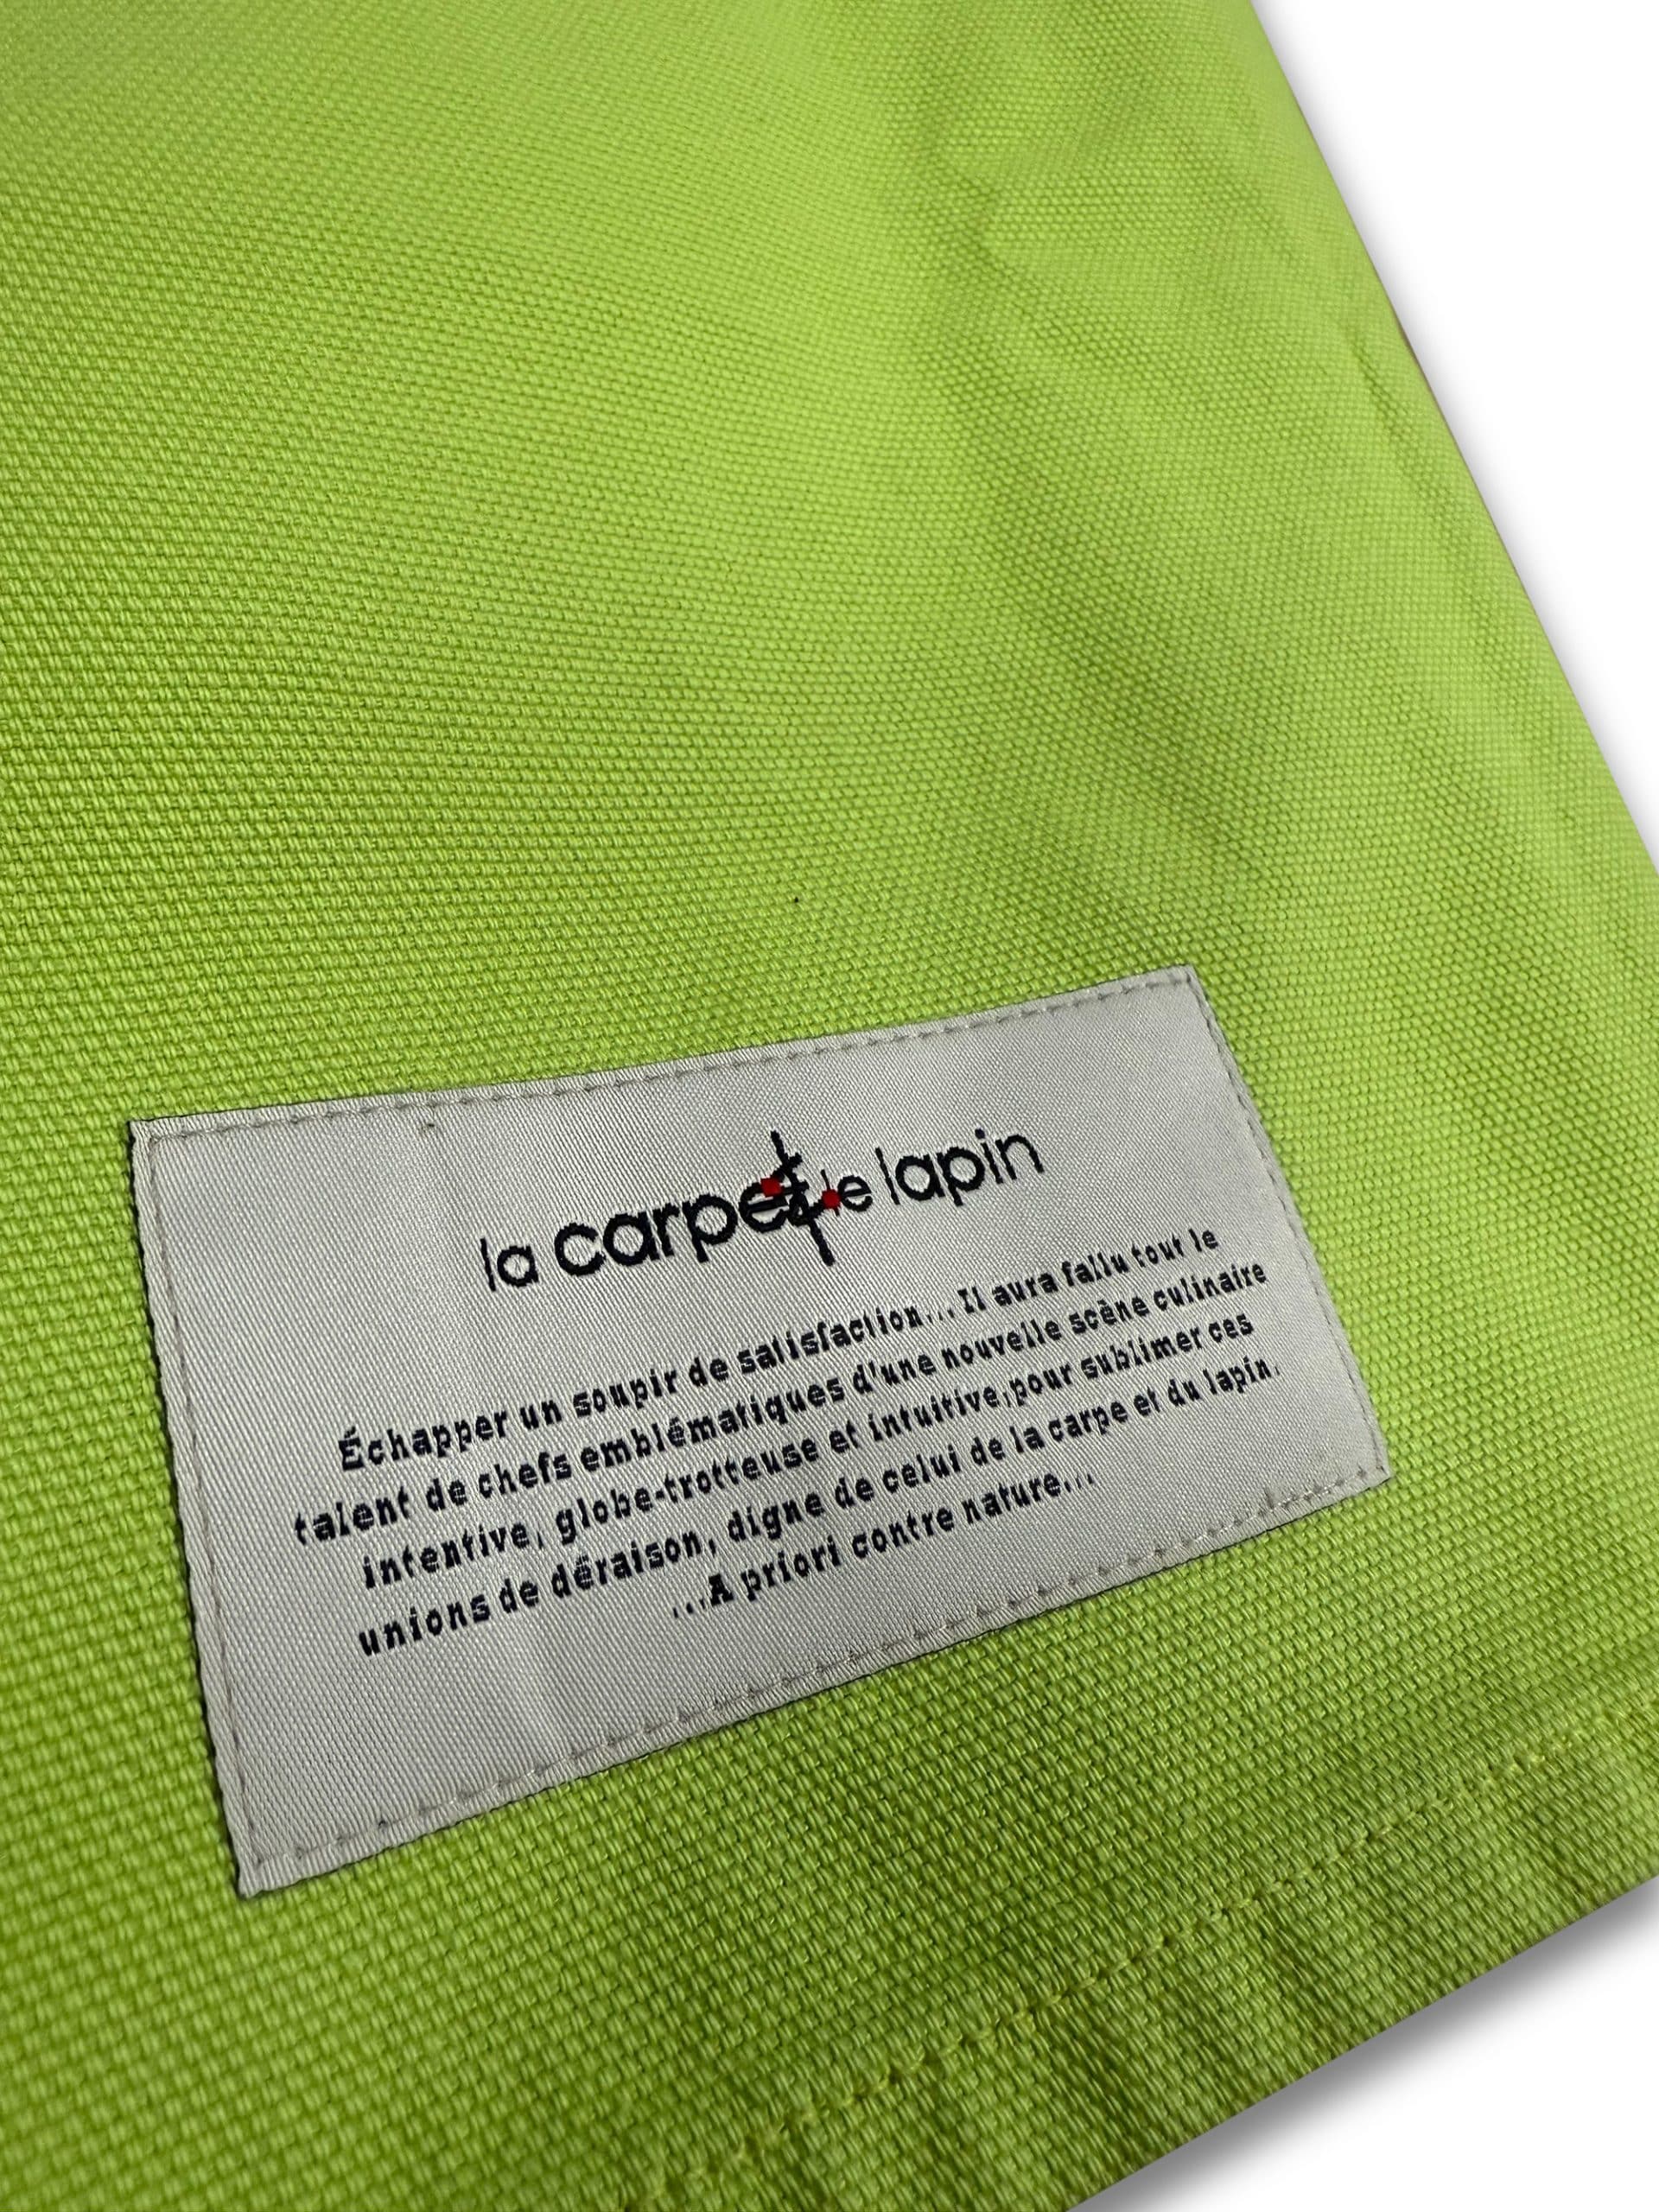 la carpe et le lapin
Échapper un soupir de satisfaction... Il aura fallu tout le
talent de chefs emblématiques d'une nouvelle scène culinaire
intentive, globe-trotteuse et intuitive, pour sublimer ces
unions de déraison, digne de celui de la carpe et du lapin.
...A priori contre nature...